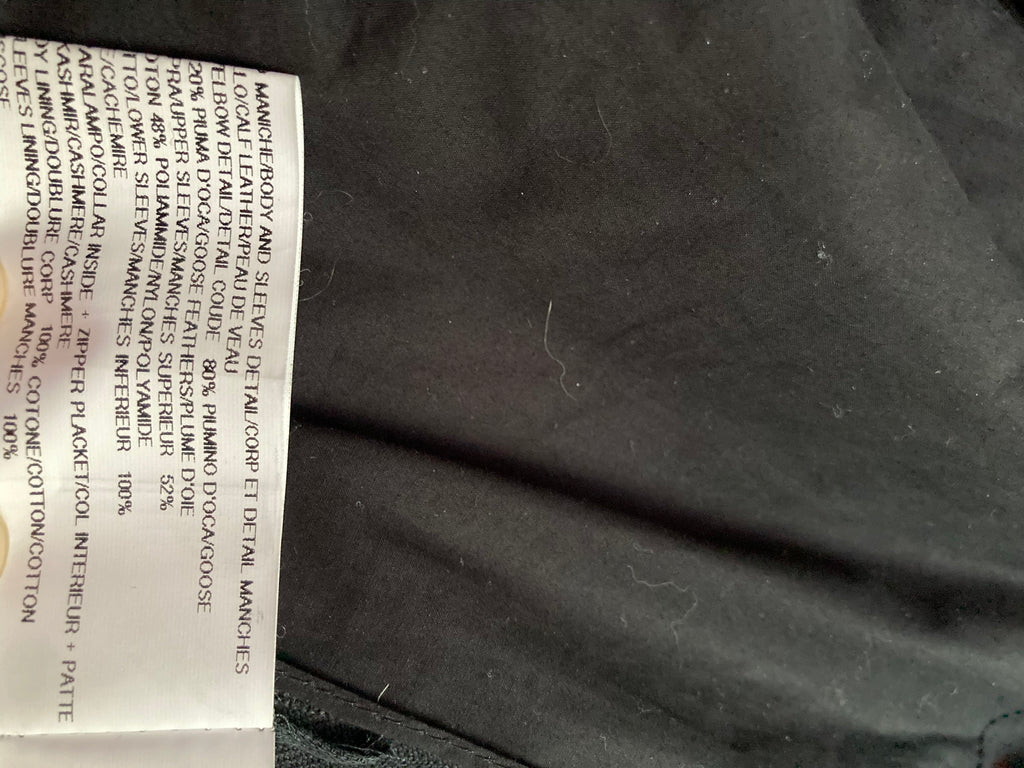 MANICHE/BODY AND SLEEVES DETAIL/CORP ET DETAIL MANCHES
LLO/CALF LEATHER/PEAU DE VEAU
ELBOW DETAIL/DETAIL COUDE 80% PIUMINO D'OCA/GOOSE
20% PIUMA D'OCA/GOOSE FEATHERS/PLUME D'OIE
PRA/UPPER SLEEVES/MANCHES SUPERIEUR 52%
TON 48% POLIAMMIDE/NYLON/POLYAMIDE
TTO/LOWER SLEEVES/MANCHES INFERIEUR 100%
E/CACHEMIRE
ARALAMPO/COLLAR INSIDE + ZIPPER PLACKET/COL INTERIEUR + PATTE
KASHMIR/CASHMERE/CASHMERE
DY LINING/DOUBLURE CORP 100% COTONE/COTTON/COTTON
LEEVES LINING/DOUBLURE MANCHES 100%